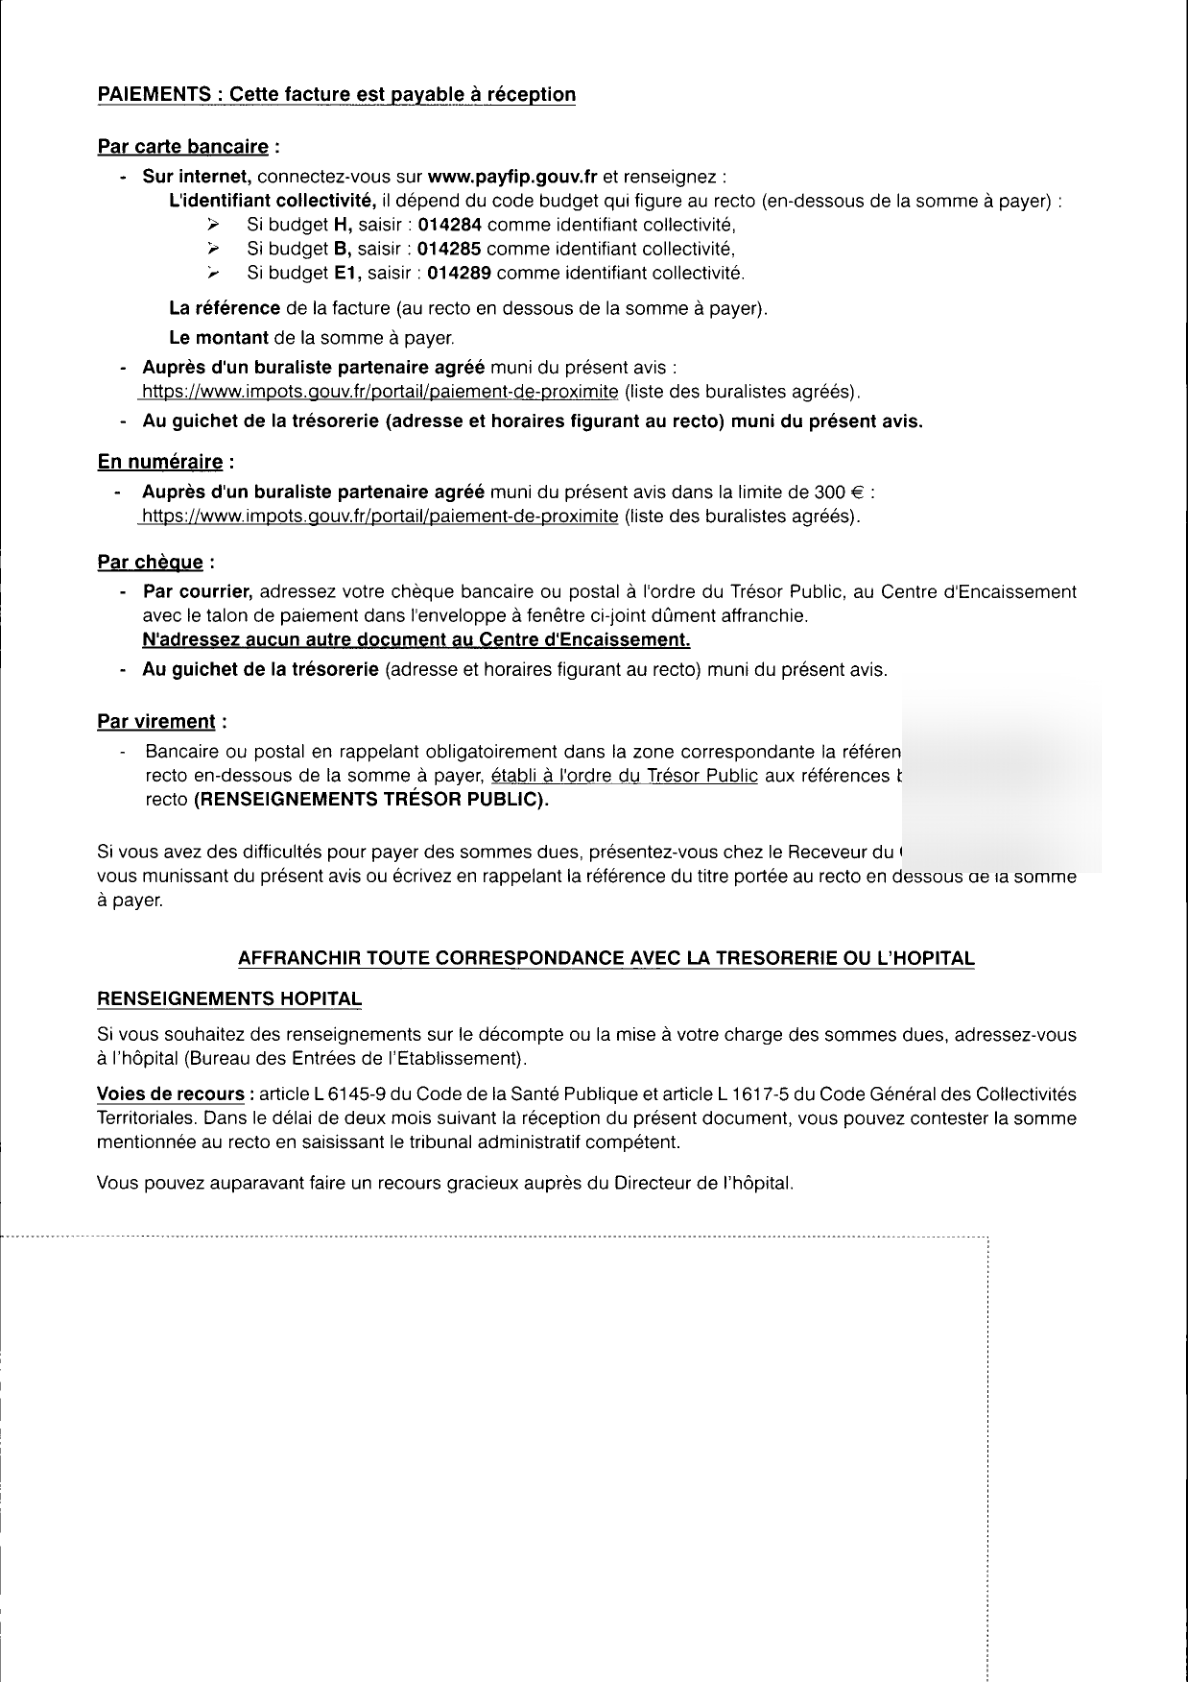 PAIEMENTS : Cette facture est payable à réception
Par carte bancaire :
- Sur internet, connectez-vous sur www.payfip.gouv.fr et renseignez :
L'identifiant collectivité, il dépend du code budget qui figure au recto (en-dessous de la somme à payer) :
➢ Si budget H, saisir : 014284 comme identifiant collectivité,
➢ Si budget B, saisir : 014285 comme identifiant collectivité,
➢ Si budget E1, saisir : 014289 comme identifiant collectivité.
La référence de la facture (au recto en dessous de la somme à payer).
Le montant de la somme à payer.
- Auprès d'un buraliste partenaire agréé muni du présent avis :
https://www.impots.gouv.fr/portail/paiement-de-proximite (liste des buralistes agréés).
- Au guichet de la trésorerie (adresse et horaires figurant au recto) muni du présent avis.
En numéraire :
- Auprès d'un buraliste partenaire agréé muni du présent avis dans la limite de 300 € :
https://www.impots.gouv.fr/portail/paiement-de-proximite (liste des buralistes agréés).
Par chèque :
- Par courrier, adressez votre chèque bancaire ou postal à l'ordre du Trésor Public, au Centre d'Encaissement
avec le talon de paiement dans l'enveloppe à fenêtre ci-joint dûment affranchie.
N'adressez aucun autre document au Centre d'Encaissement.
- Au guichet de la trésorerie (adresse et horaires figurant au recto) muni du présent avis.
Par virement :
- Bancaire ou postal en rappelant obligatoirement dans la zone correspondante la
recto en-dessous de la somme à payer, établi à l'ordre du Trésor Public aux références
recto (RENSEIGNEMENTS TRÉSOR PUBLIC).
Si vous avez des difficultés pour payer des sommes dues, présentez-vous chez le Receveur du
vous munissant du présent avis ou écrivez en rappelant la référence du titre portée au recto en dessous de la somme
à payer.
AFFRANCHIR TOUTE CORRESPONDANCE AVEC LA TRESORERIE OU L'HOPITAL
RENSEIGNEMENTS HOPITAL
Si vous souhaitez des renseignements sur le décompte ou la mise à votre charge des sommes dues, adressez-vous
à l'hôpital (Bureau des Entrées de l'Etablissement).
Voies de recours : article L 6145-9 du Code de la Santé Publique et article L 1617-5 du Code Général des Collectivités
Territoriales. Dans le délai de deux mois suivant la réception du présent document, vous pouvez contester la somme
mentionnée au recto en saisissant le tribunal administratif compétent.
Vous pouvez auparavant faire un recours gracieux auprès du Directeur de l'hôpital.